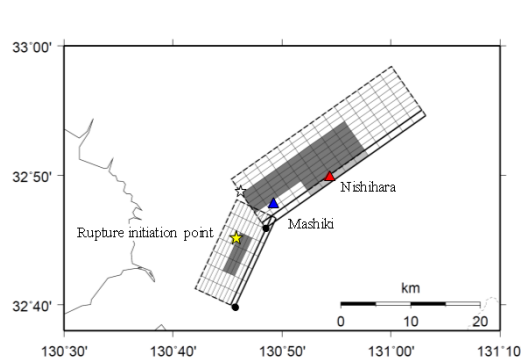 33°00'
32°50'
Nishihara
Mashiki
Rupture initiation point
32°40'
km
0 10 20
130°30' 130°40' 130°50' 131°00' 131°10'